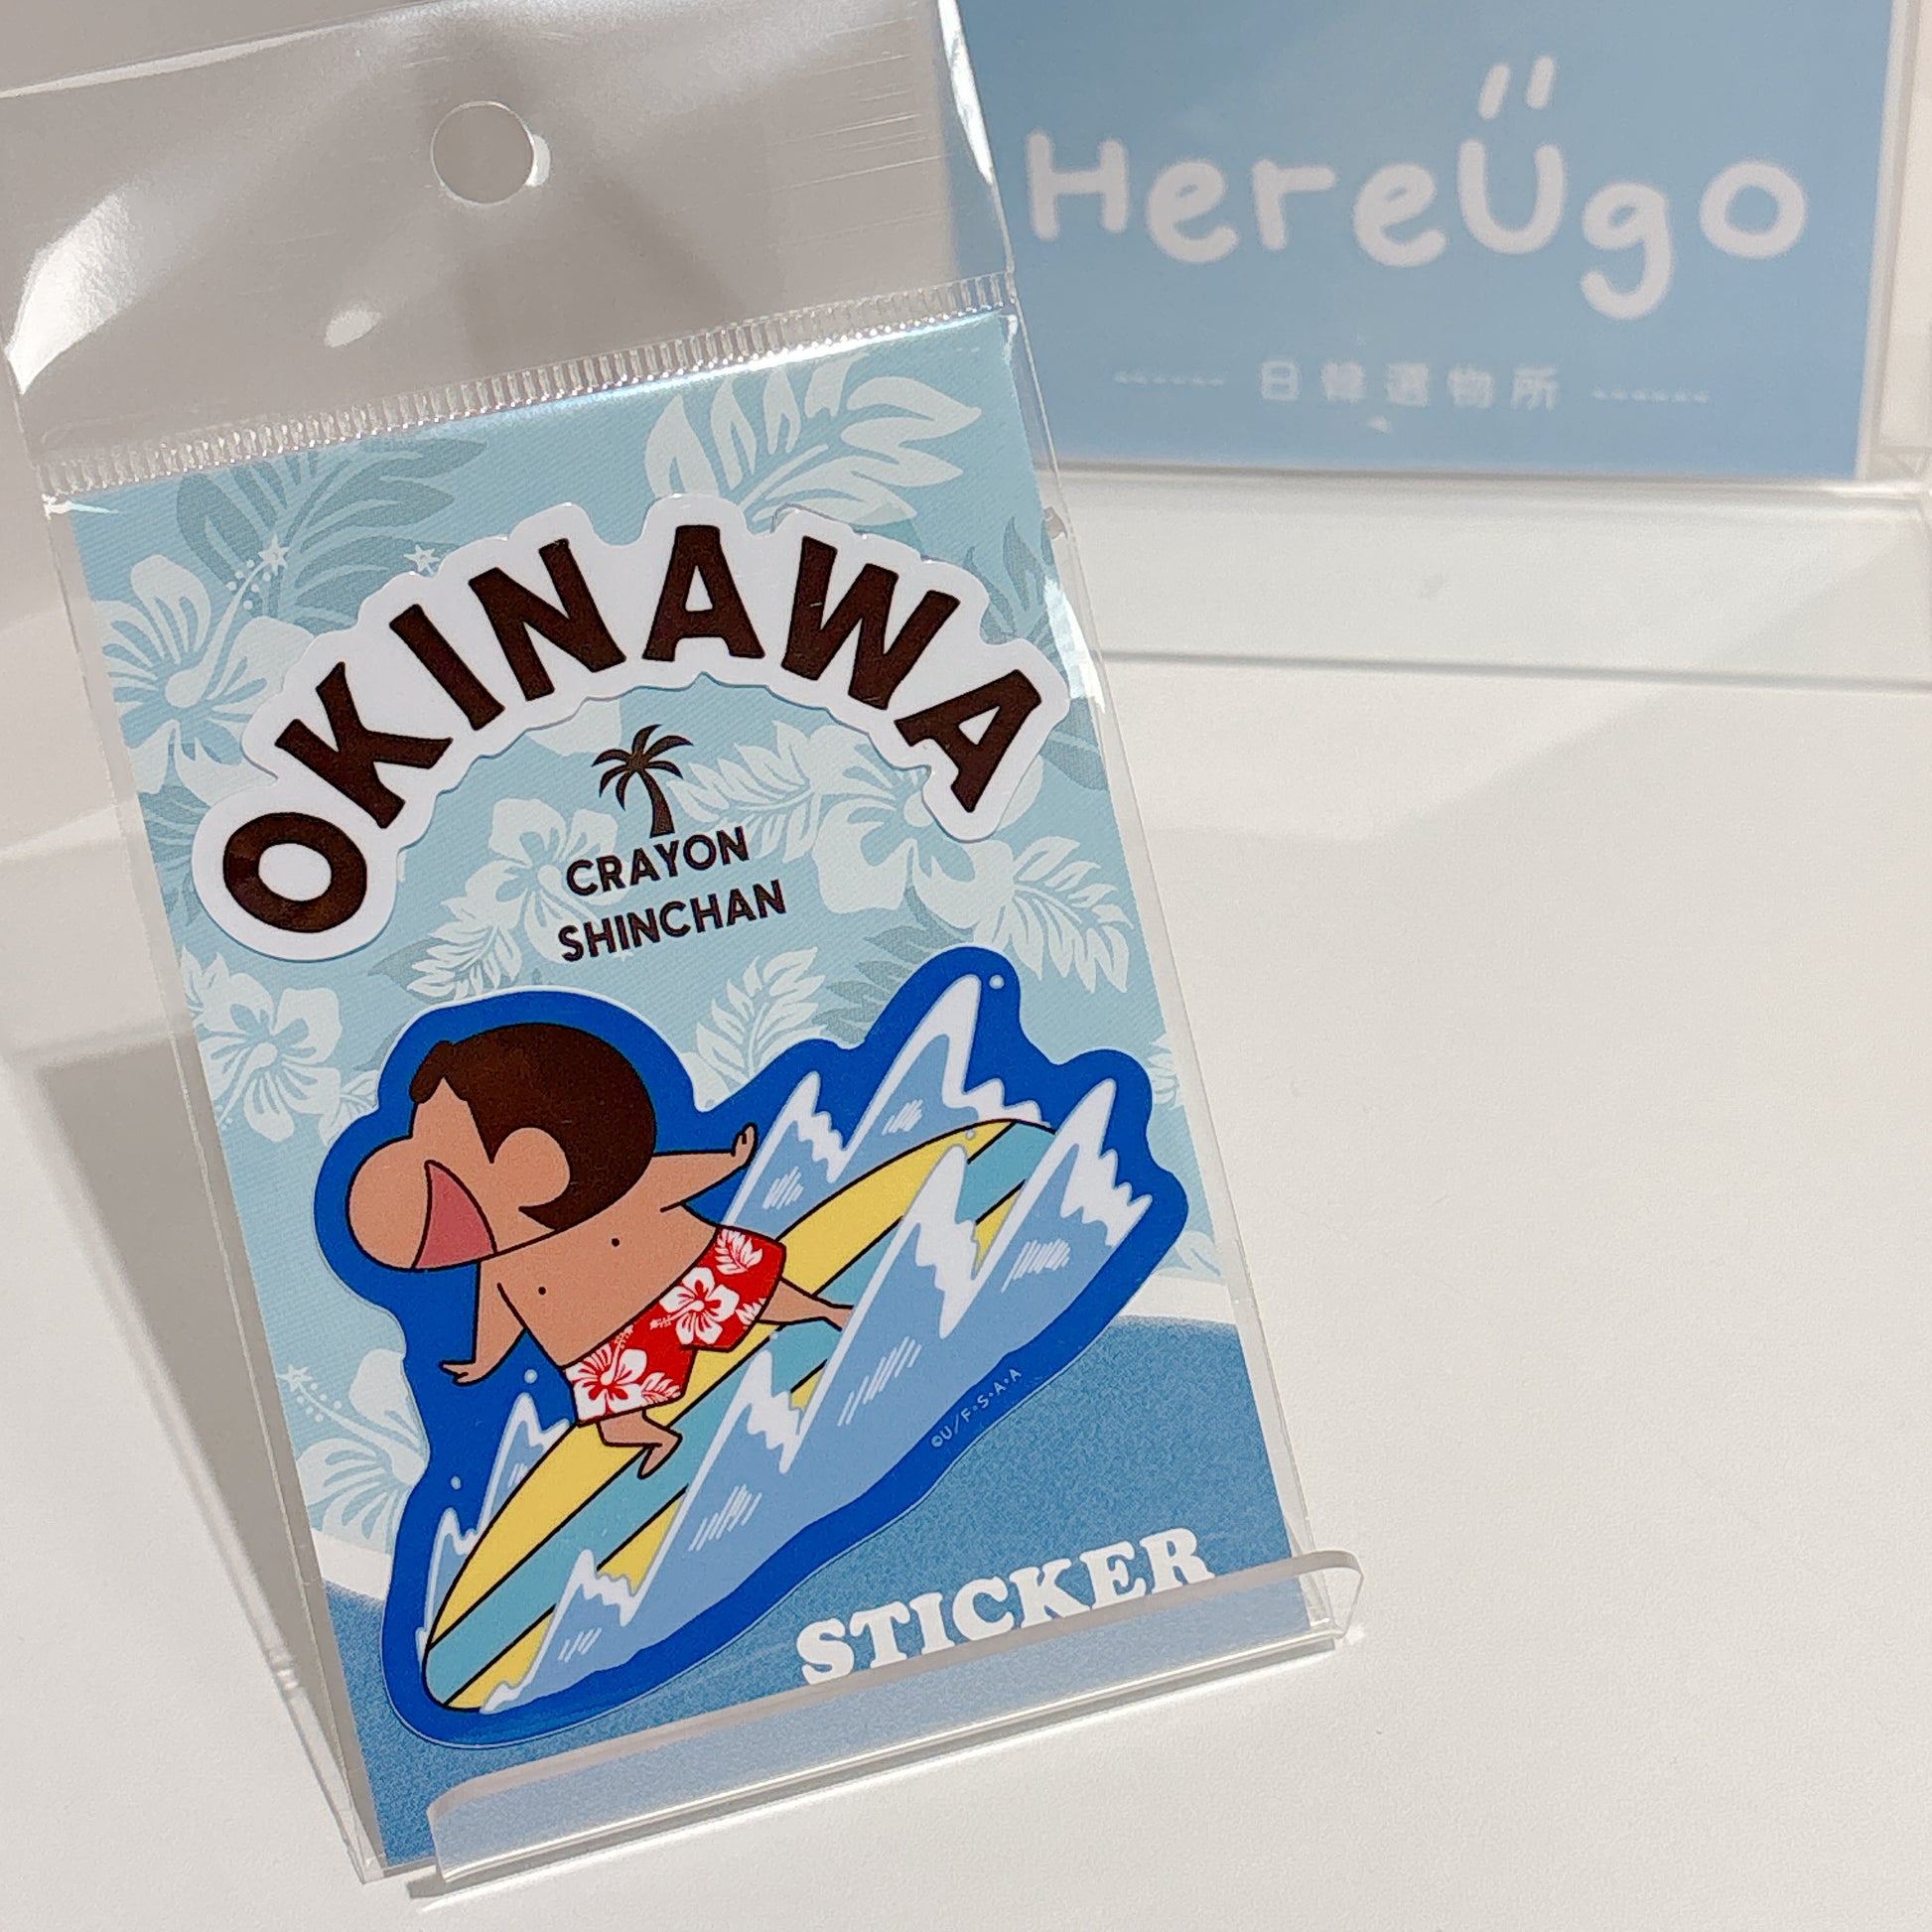 HereÜgo
日韓選物所
OKINAWA
CRAYON
SHINCHAN
©U/F・S・A・A
STICKER